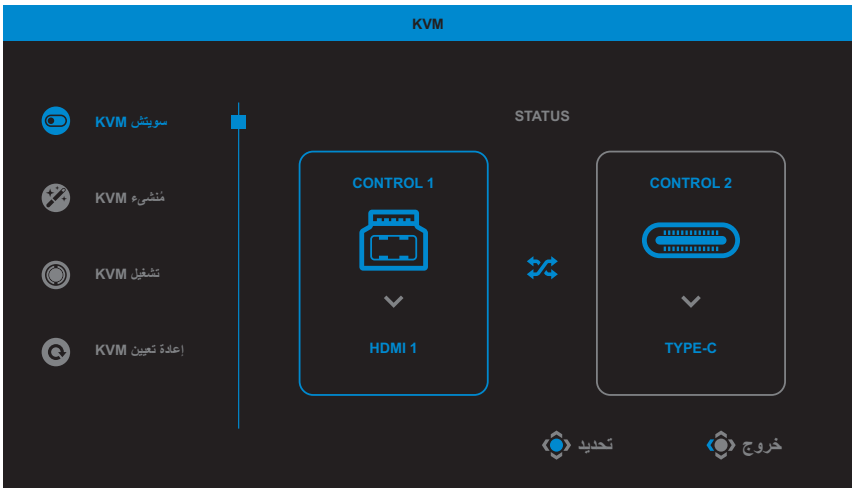 KVM
سويتش KVM
مُنشىء KVM
تشغيل KVM
إعادة تعيين KVM
STATUS
CONTROL 1
HDMI 1
CONTROL 2
TYPE-C
تحديد
خروج